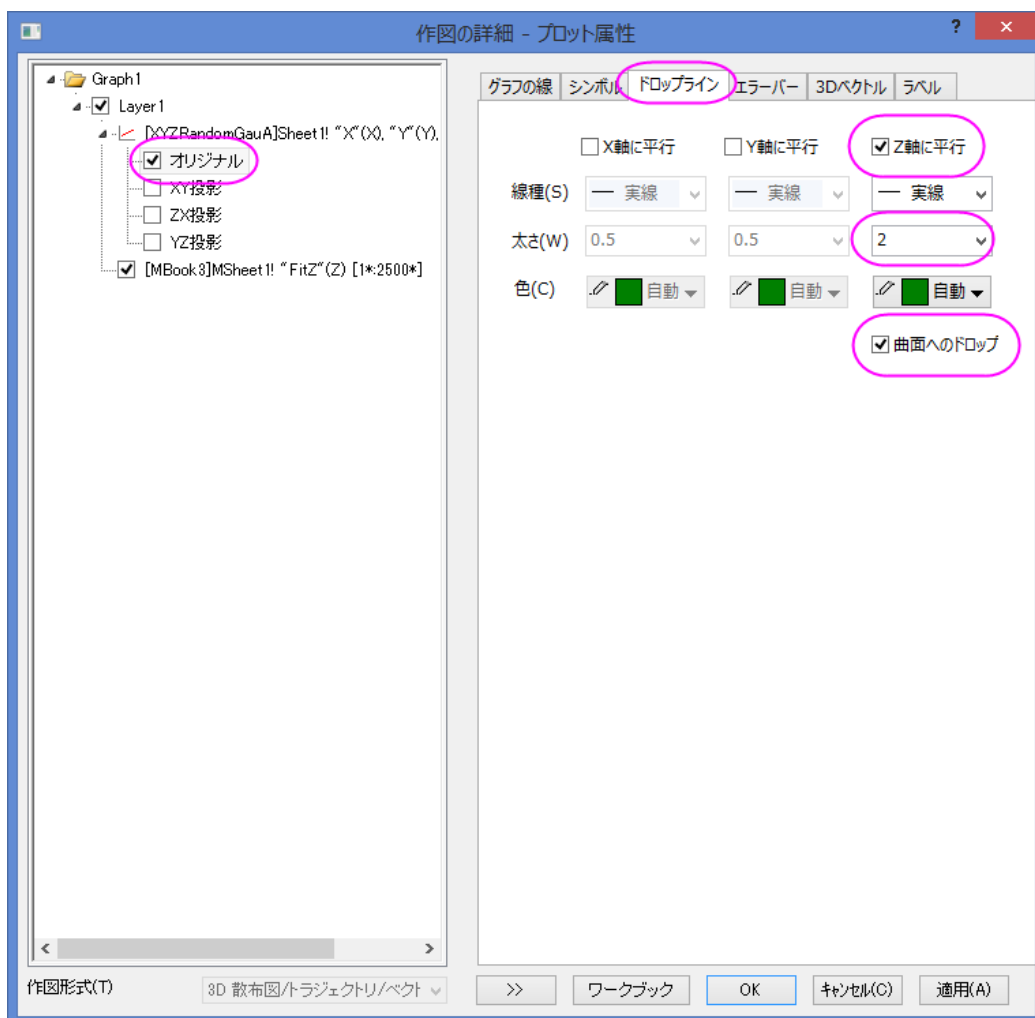 作図の詳細 - プロット属性
?
×
Graph1
Layer1
[XYZRandomGauA]Sheet1! "X"(X), "Y"(Y),
オリジナル
XY投影
ZX投影
YZ投影
[MBook3]MSheet1! "FitZ"(Z) [1*:2500*]
グラフの線 シンボル ドロップライン エラーバー 3Dベクトル ラベル
X軸に平行 Y軸に平行 Z軸に平行
線種(S) 実線 実線 実線
太さ(W) 0.5 0.5 2
色(C) 自動 自動 自動
曲面へのドロップ
作図形式(T) 3D 散布図/トラジェクトリ/ベクト >> ワークブック OK キャンセル(C) 適用(A)